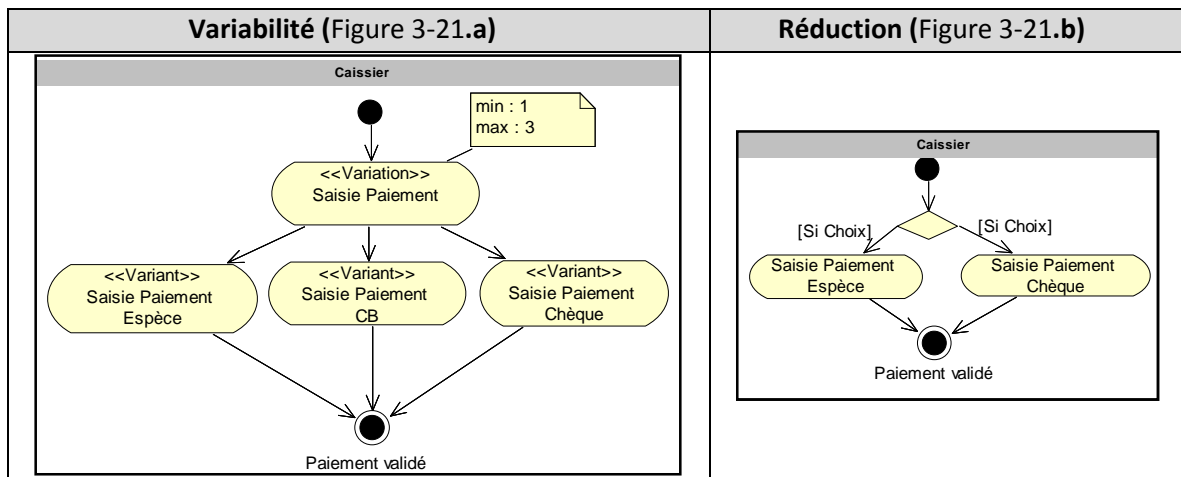 Variabilité (Figure 3-21.a)
Réduction (Figure 3-21.b)
Caissier
min : 1
max : 3
<<Variation>>
Saisie Paiement
<<Variant>>
Saisie Paiement
Espèce
<<Variant>>
Saisie Paiement
CB
<<Variant>>
Saisie Paiement
Chèque
Paiement validé
Caissier
[Si Choix]
[Si Choix]
Saisie Paiement
Espèce
Saisie Paiement
Chèque
Paiement validé